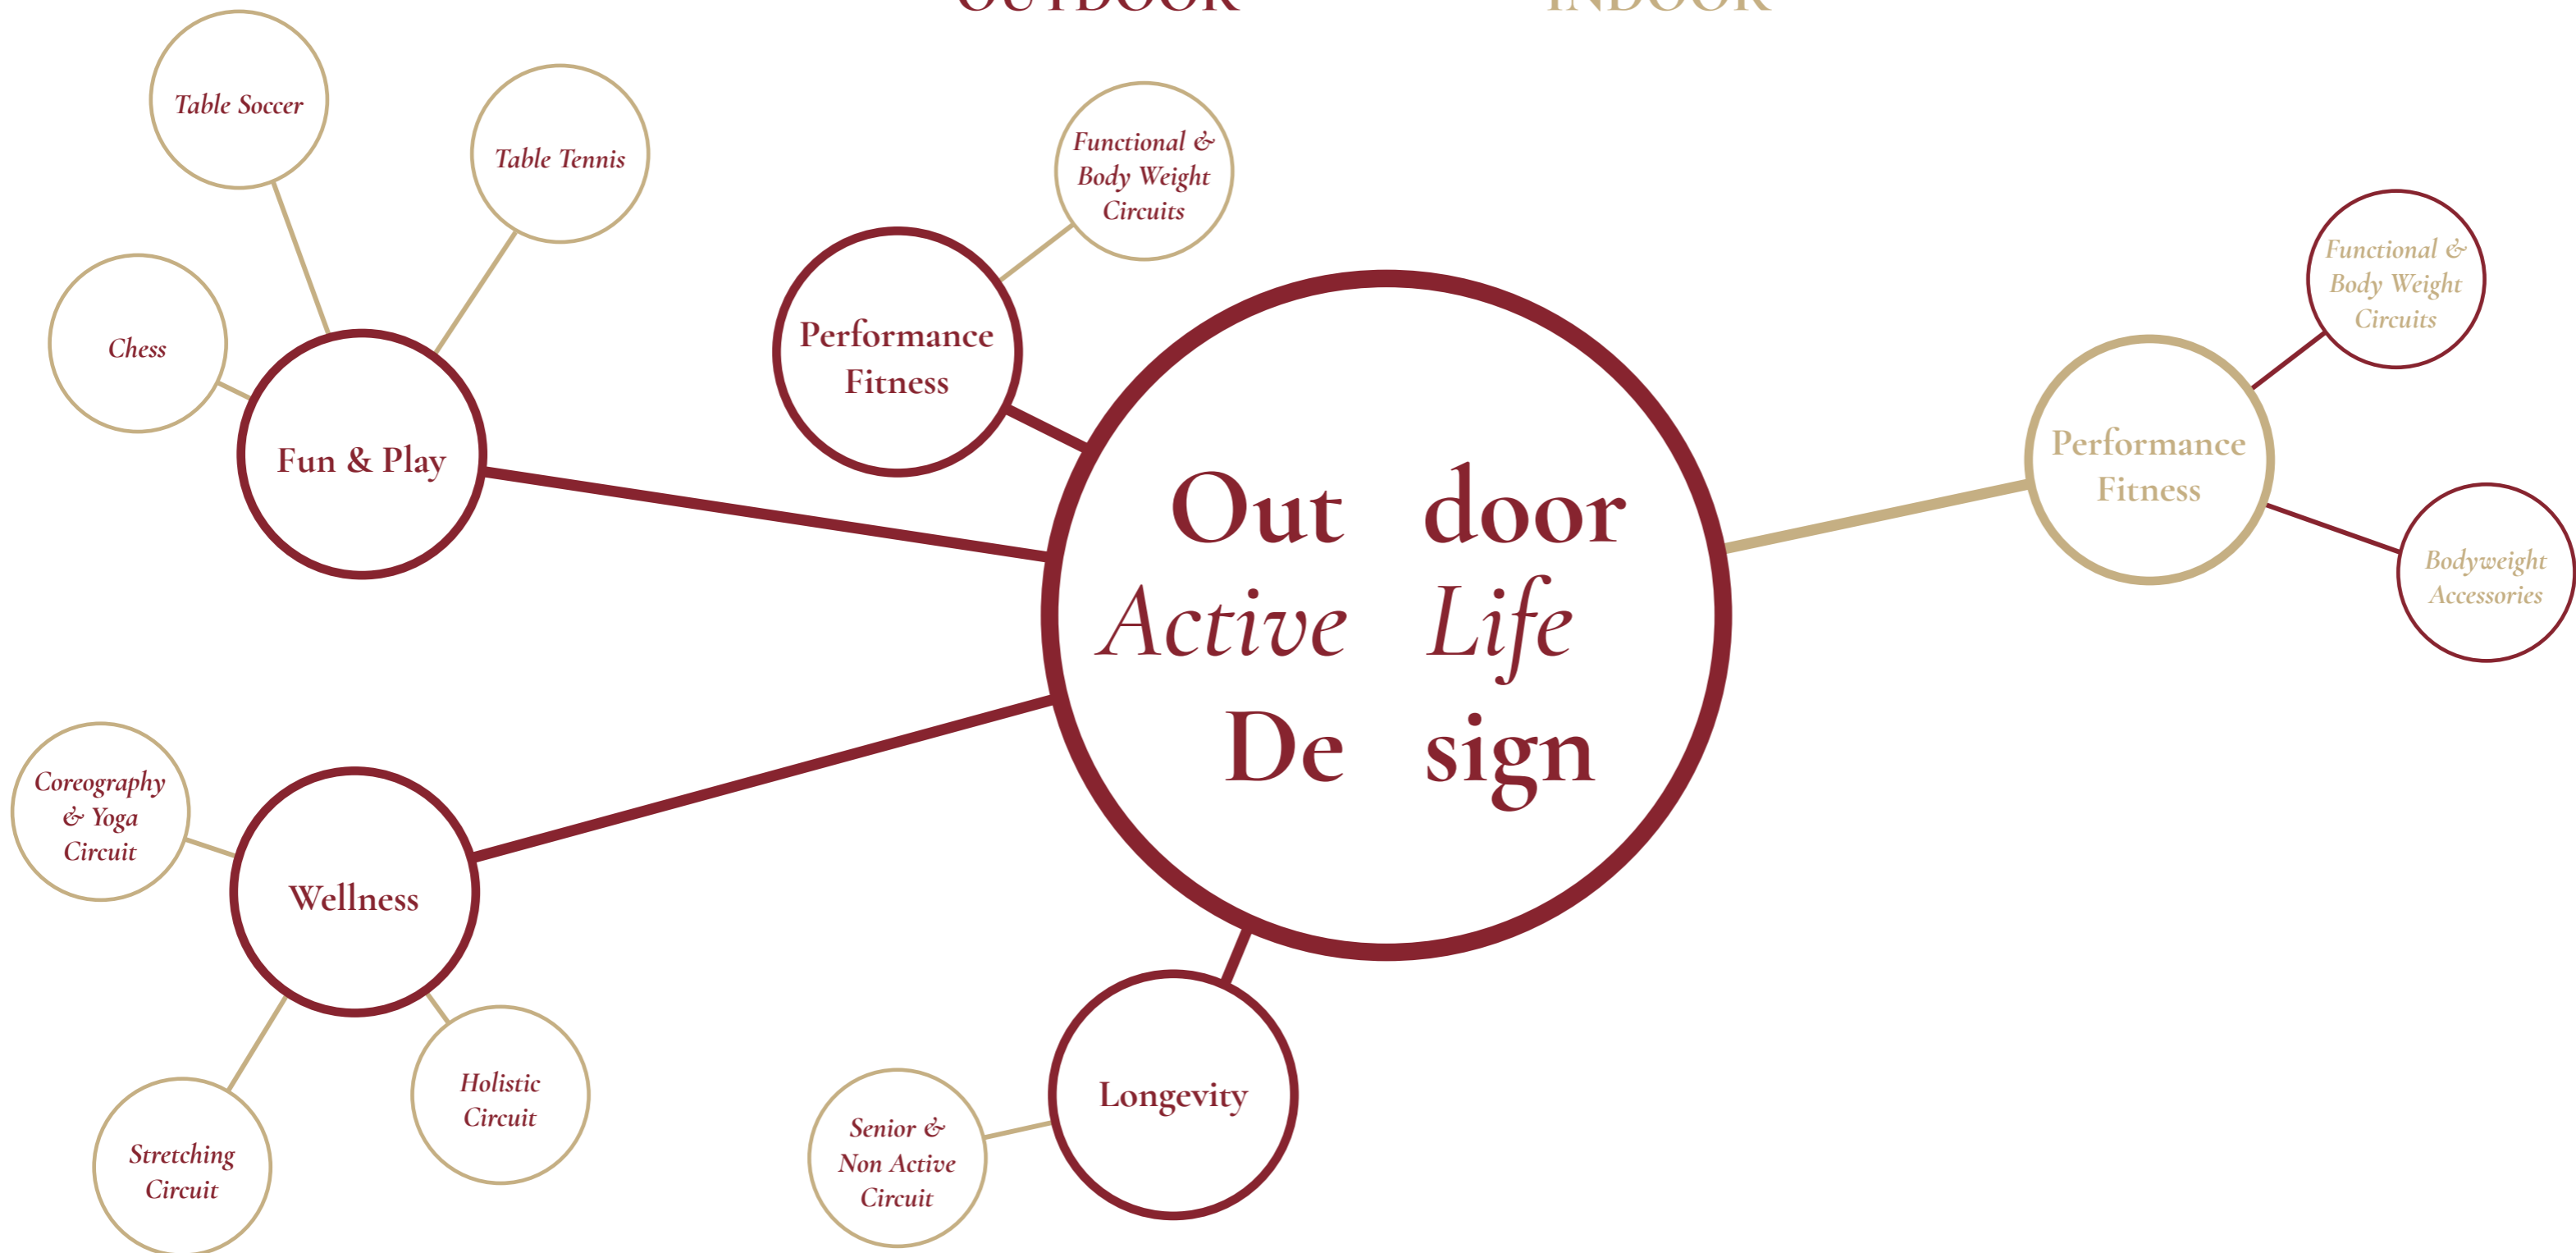 OUTDOOR INDOOR
Table Soccer
Table Tennis
Chess
Fun & Play
Functional &
Body Weight
Circuits
Performance
Fitness
Out door
Active Life
De sign
Functional &
Body Weight
Circuits
Performance
Fitness
Bodyweight
Accessories
Coreography
& Yoga
Circuit
Wellness
Stretching
Circuit
Holistic
Circuit
Senior &
Non Active
Circuit
Longevity